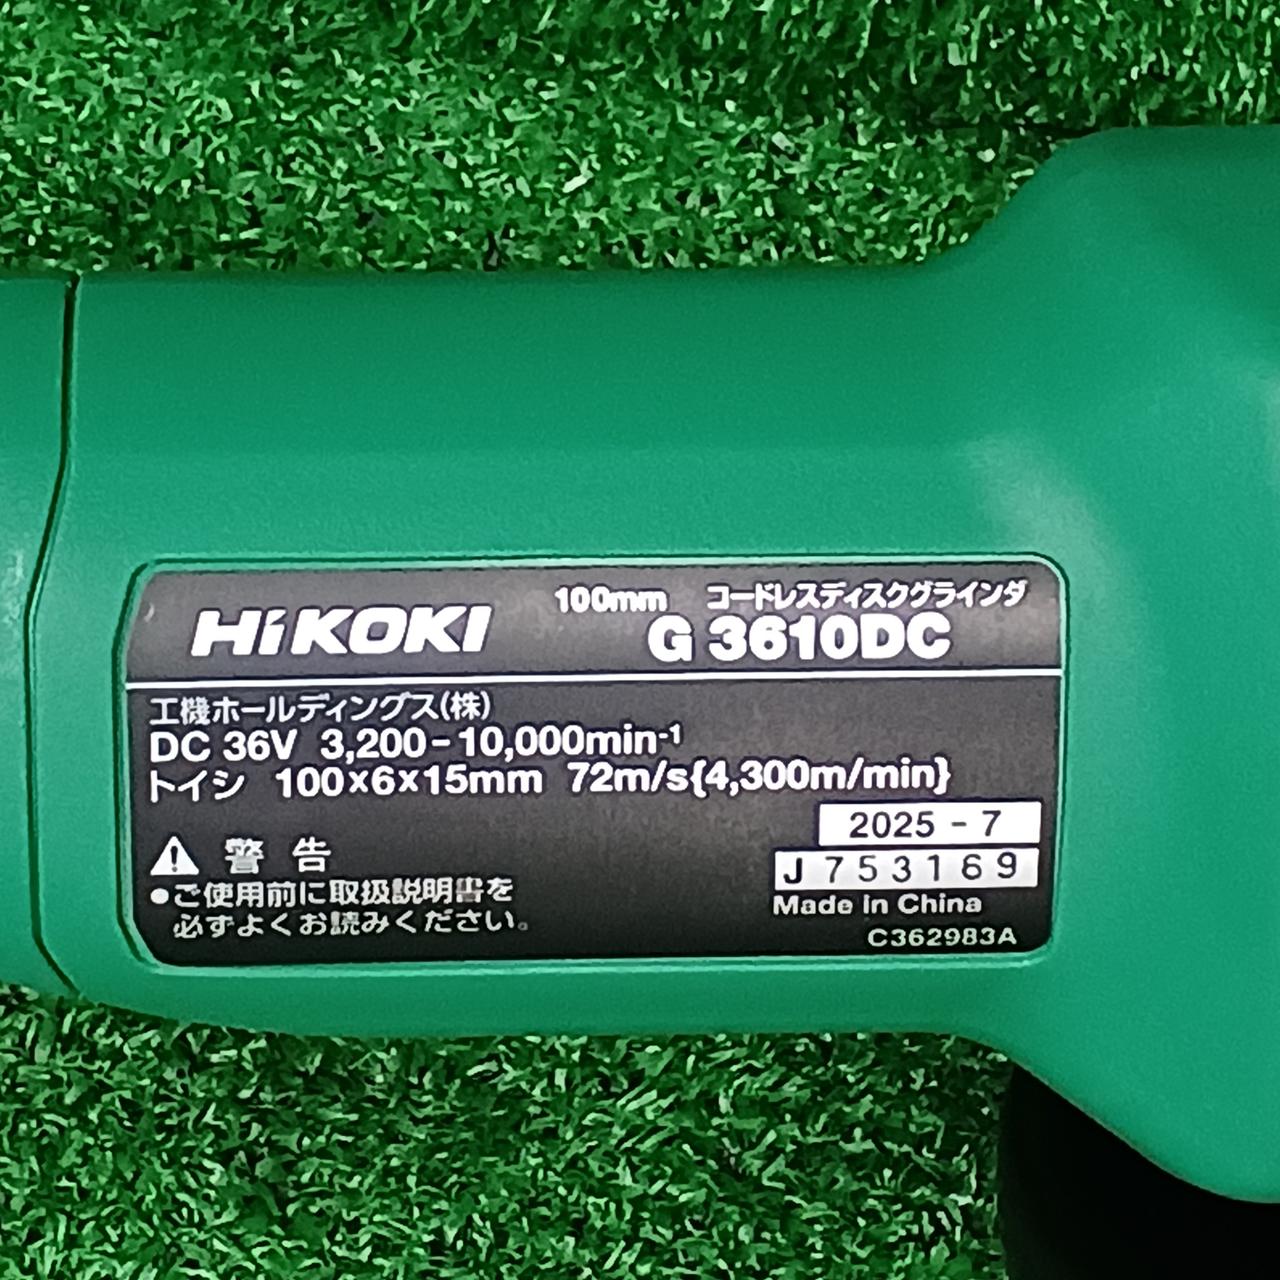 HiKOKI
100mm コードレスディスクグラインダ
G 3610DC
工機ホールディングス(株)
DC 36V 3,200-10,000min-¹
トイシ 100×6×15mm 72m/s{4,300m/min}
2025 - 7
J 753169
Made in China
C362983A
警告
●ご使用前に取扱説明書を
必ずよくお読みください。